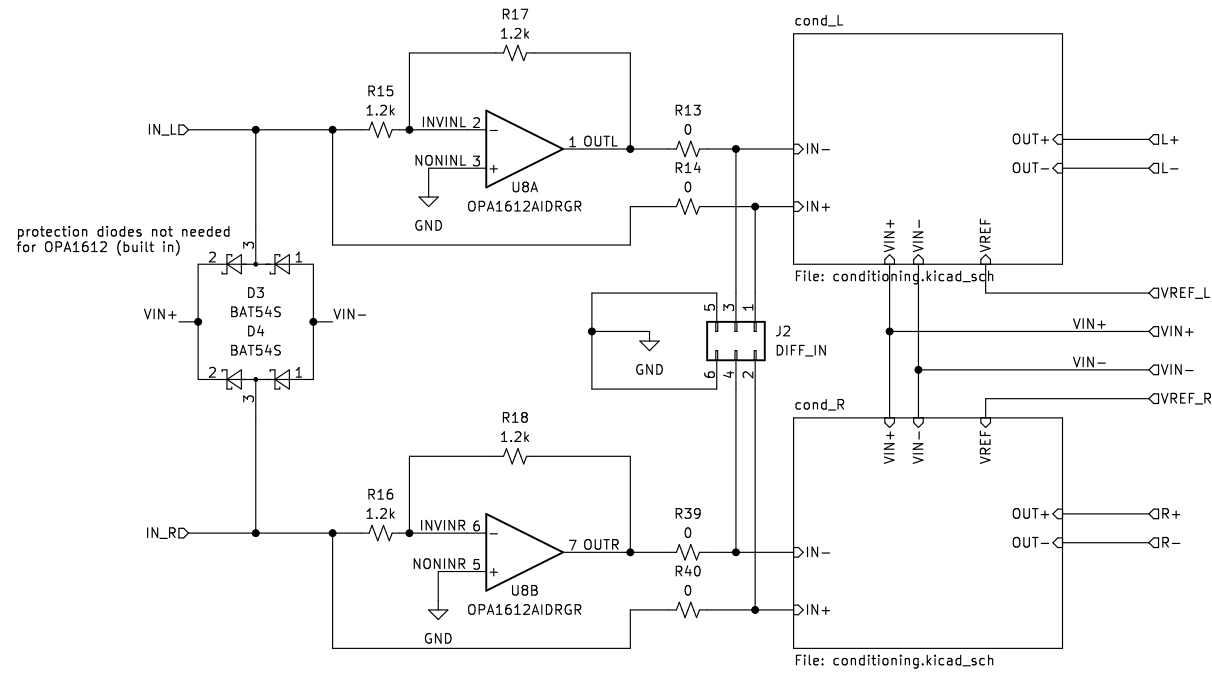 R17
1.2k
cond_L
R15
1.2k
R13
0
IN_L
INVINL 2
1 OUTL
NONINL 3
IN-
OUT+
L+
OUT-
L-
R14
0
U8A
OPA1612AIDRGR
GND
IN+
VIN+
VIN-
VREF
protection diodes not needed
for OPA1612 (built in)
3
2
1
File: conditioning.kicad_sch
D3
BAT54S
VREF_L
VIN+
VIN-
D4
BAT54S
5
3
1
J2
DIFF_IN
GND
VIN+
VIN+
VIN-
VIN-
2
1
3
6
4
2
cond_R
VREF_R
R18
1.2k
VIN+
VIN-
VREF
R16
1.2k
R39
0
IN_R
INVINR 6
7 OUTR
NONINR 5
IN-
OUT+
R+
OUT-
R-
R40
0
U8B
OPA1612AIDRGR
GND
IN+
File: conditioning.kicad_sch
-
+
-
+